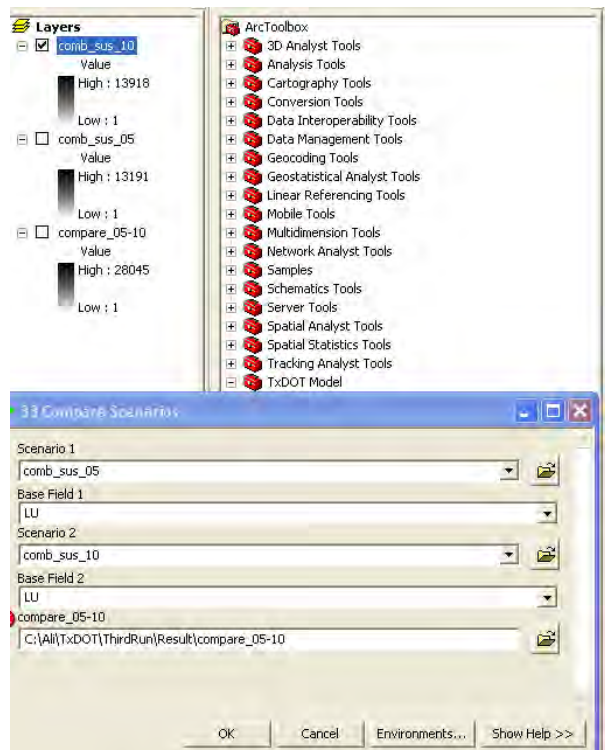 Layers
comb_sus_10
Value
High : 13918
Low : 1
comb_sus_05
Value
High : 13191
Low : 1
compare_05-10
Value
High : 28045
Low : 1
ArcToolbox
3D Analyst Tools
Analysis Tools
Cartography Tools
Conversion Tools
Data Interoperability Tools
Data Management Tools
Geocoding Tools
Geostatistical Analyst Tools
Linear Referencing Tools
Mobile Tools
Multidimension Tools
Network Analyst Tools
Samples
Schematics Tools
Server Tools
Spatial Analyst Tools
Spatial Statistics Tools
Tracking Analyst Tools
TxDOT Model
33 Compare Scenarios
Scenario 1
comb_sus_05
Base Field 1
LU
Scenario 2
comb_sus_10
Base Field 2
LU
compare_05-10
C:\Ali\TxDOT\ThirdRun\Result\compare_05-10
OK
Cancel
Environments...
Show Help >>